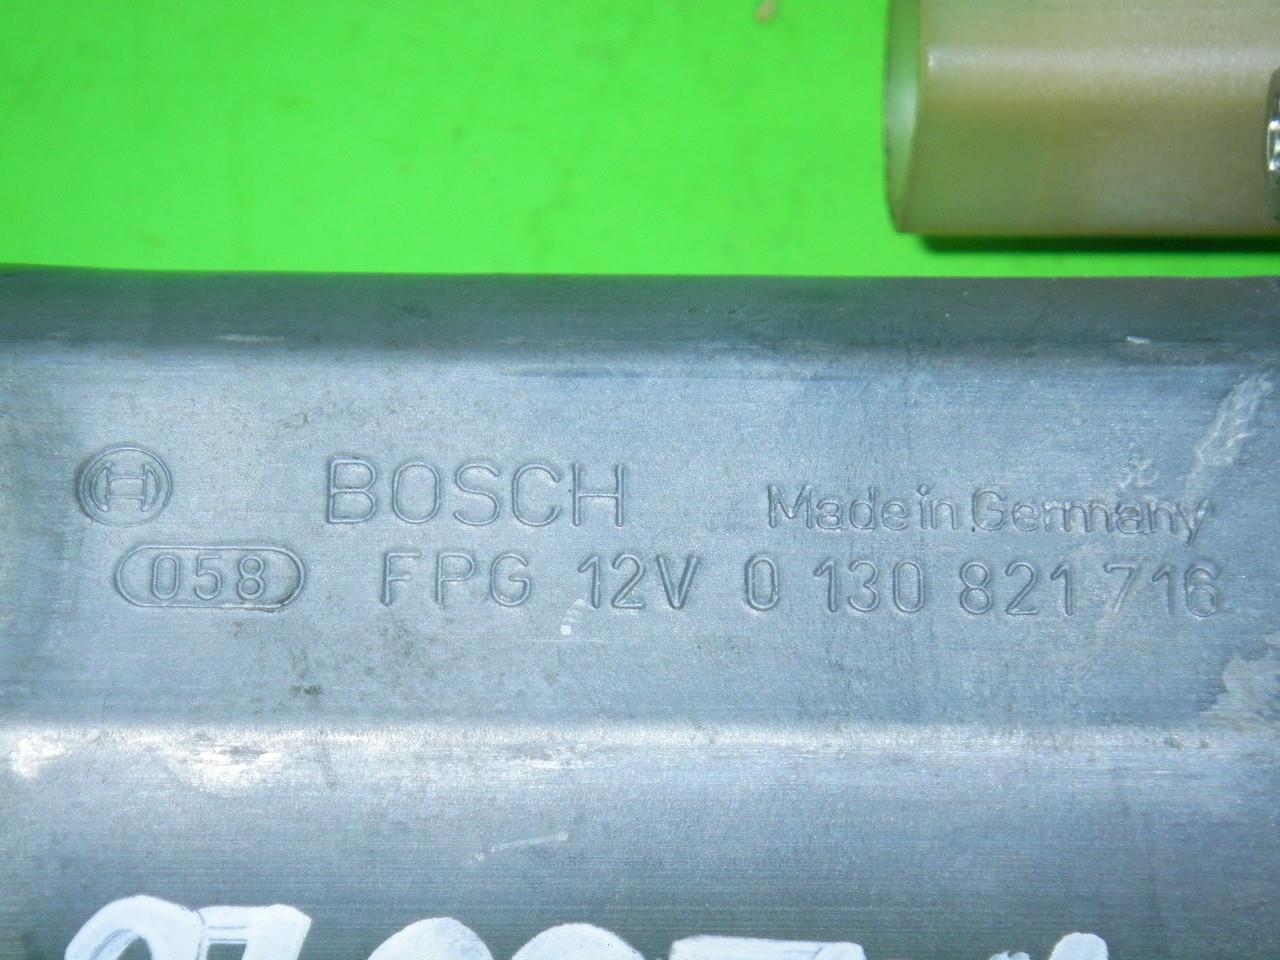 BOSCH Made in Germany
058 FPG 12V 0 130 821 716